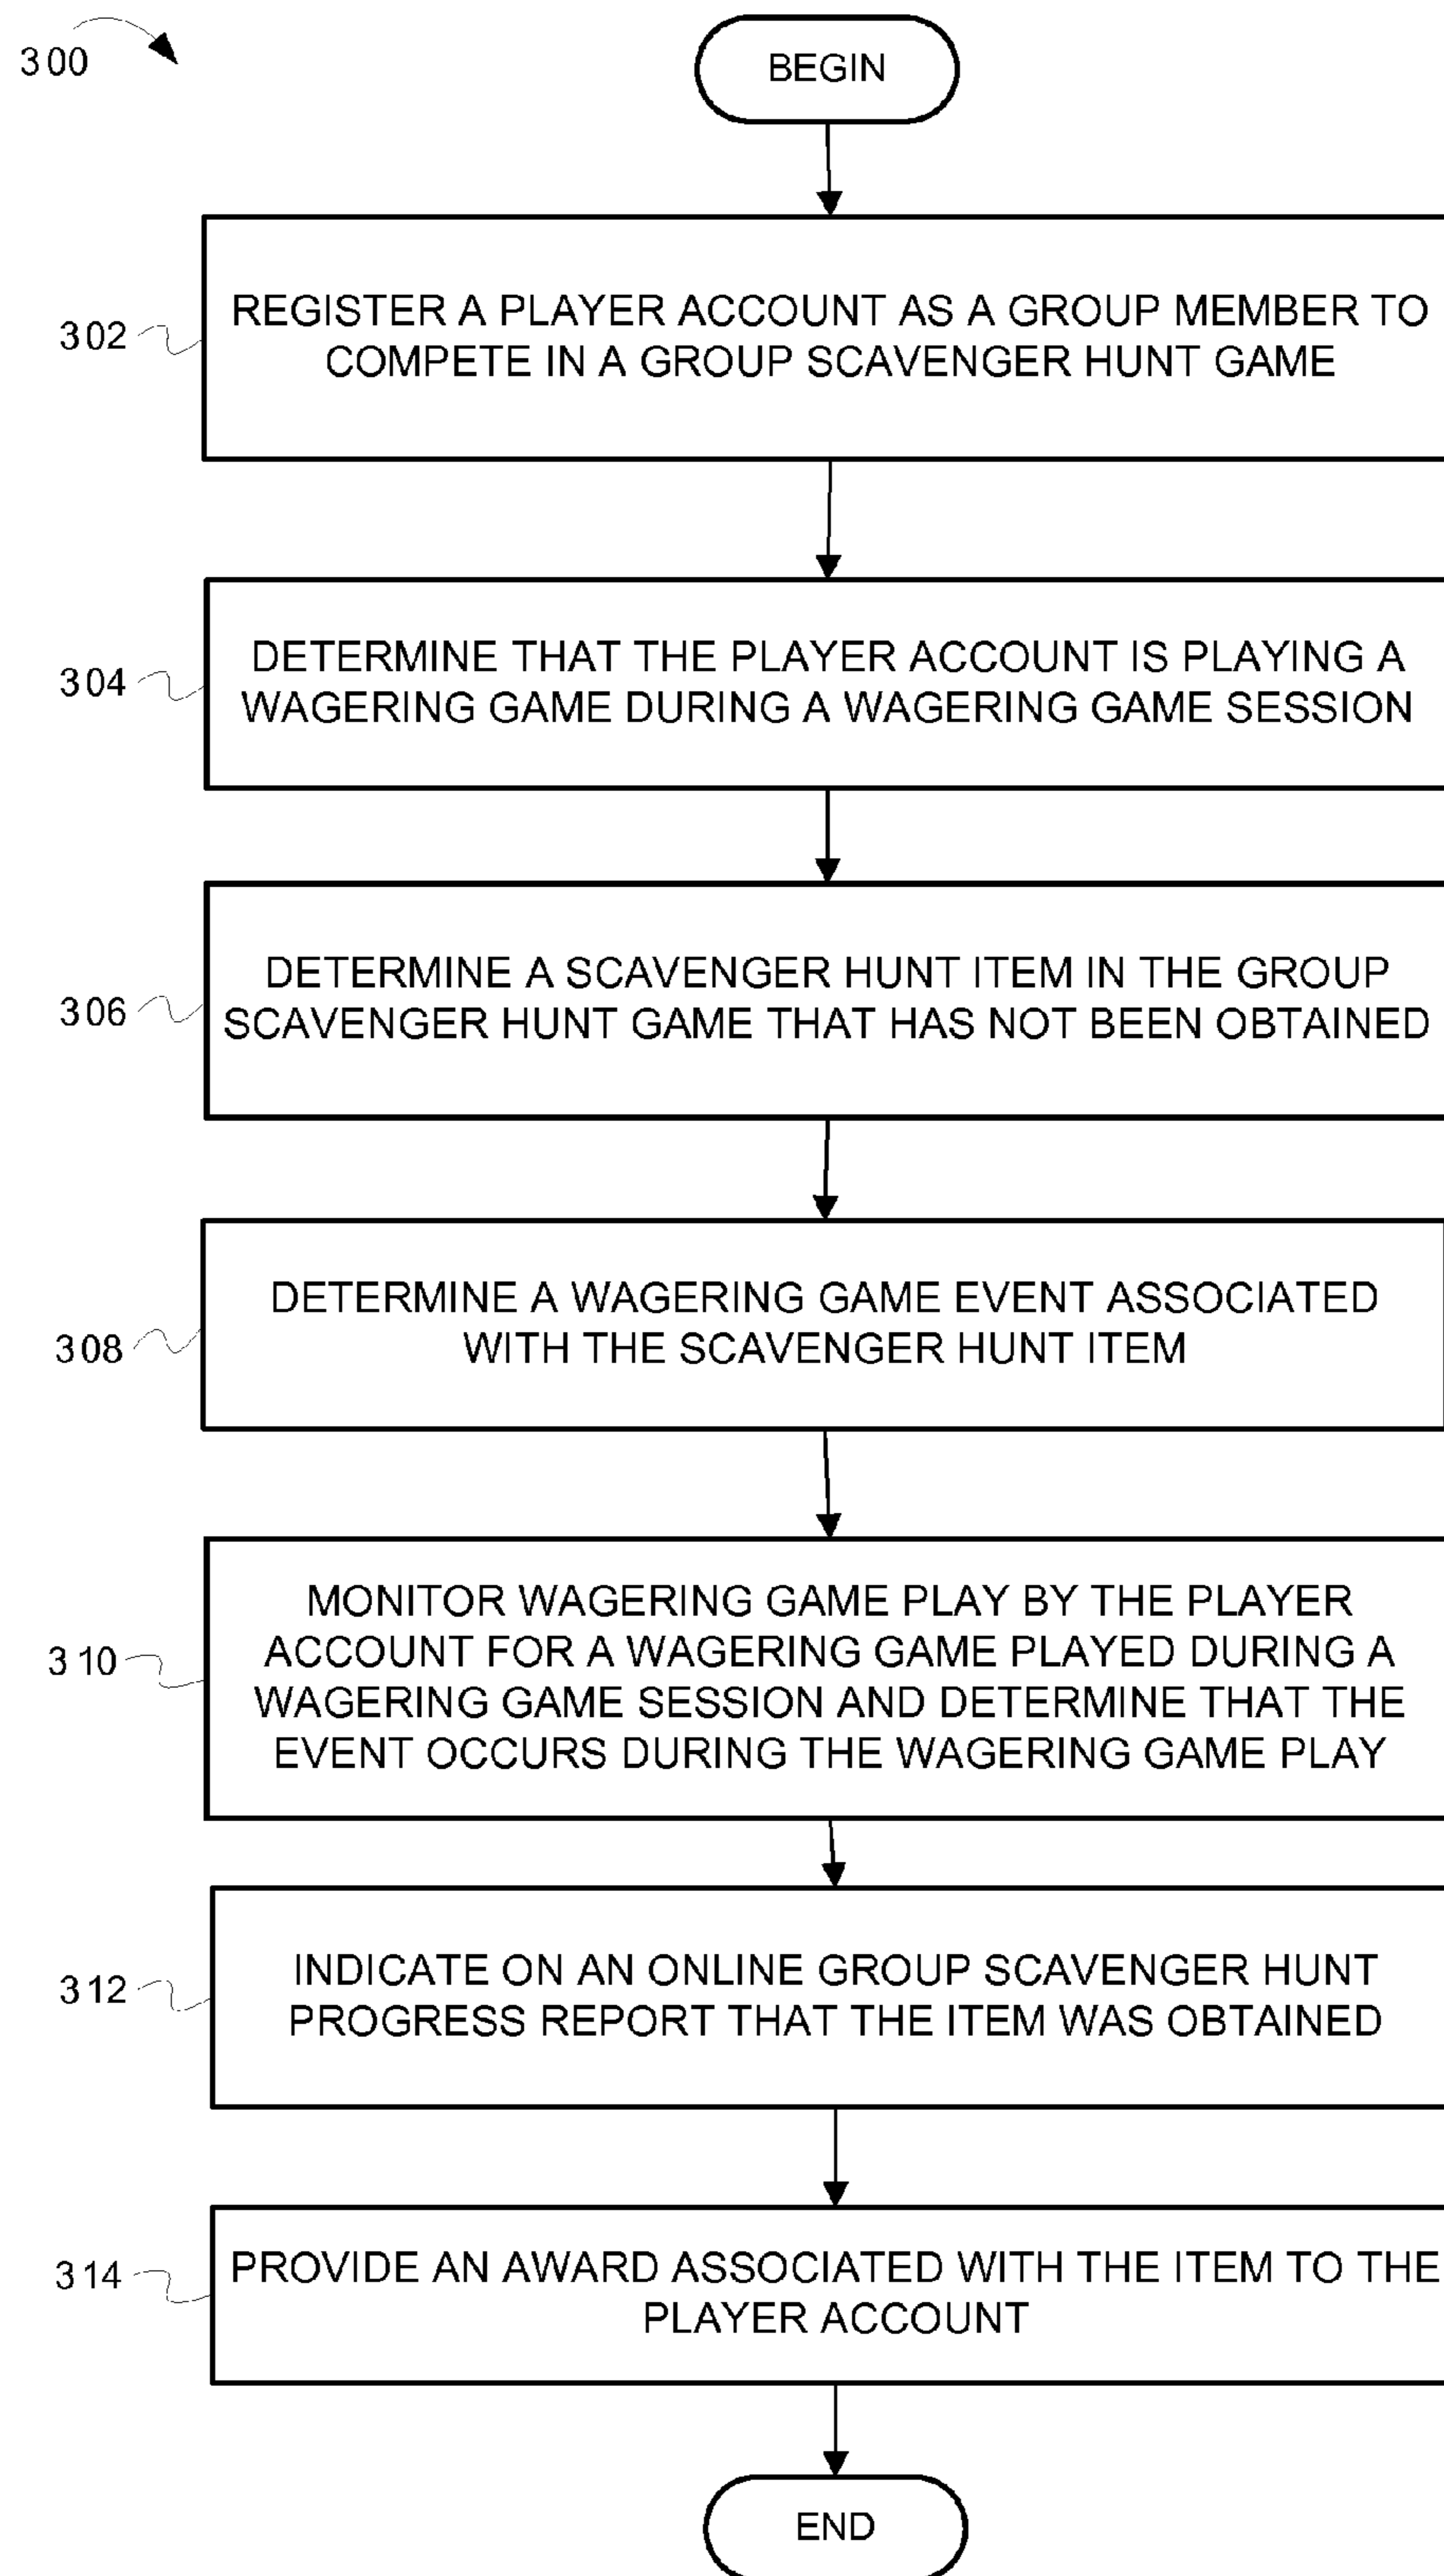 300
BEGIN
302
REGISTER A PLAYER ACCOUNT AS A GROUP MEMBER TO
COMPETE IN A GROUP SCAVENGER HUNT GAME
304
DETERMINE THAT THE PLAYER ACCOUNT IS PLAYING A
WAGERING GAME DURING A WAGERING GAME SESSION
306
DETERMINE A SCAVENGER HUNT ITEM IN THE GROUP
SCAVENGER HUNT GAME THAT HAS NOT BEEN OBTAINED
308
DETERMINE A WAGERING GAME EVENT ASSOCIATED
WITH THE SCAVENGER HUNT ITEM
310
MONITOR WAGERING GAME PLAY BY THE PLAYER
ACCOUNT FOR A WAGERING GAME PLAYED DURING A
WAGERING GAME SESSION AND DETERMINE THAT THE
EVENT OCCURS DURING THE WAGERING GAME PLAY
312
INDICATE ON AN ONLINE GROUP SCAVENGER HUNT
PROGRESS REPORT THAT THE ITEM WAS OBTAINED
314
PROVIDE AN AWARD ASSOCIATED WITH THE ITEM TO THE
PLAYER ACCOUNT
END